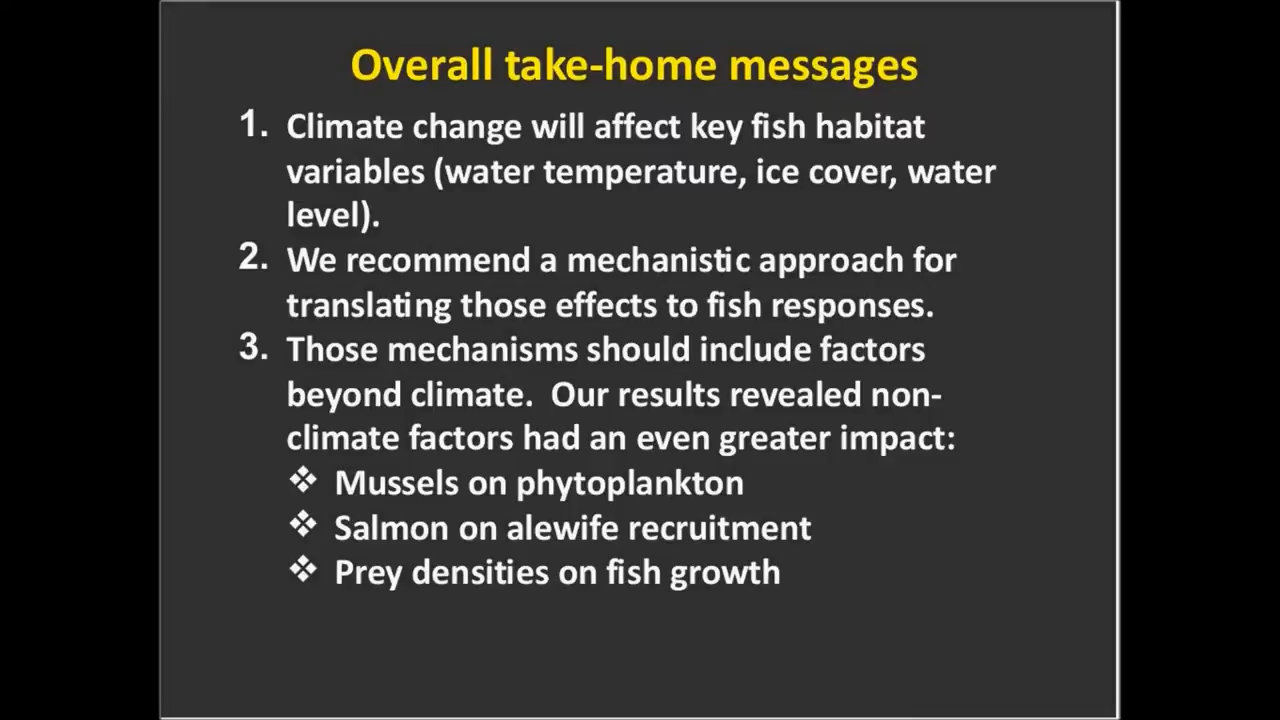 Overall take-home messages
1. Climate change will affect key fish habitat
variables (water temperature, ice cover, water
level).
2. We recommend a mechanistic approach for
translating those effects to fish responses.
3. Those mechanisms should include factors
beyond climate.  Our results revealed non-
climate factors had an even greater impact:
❖ Mussels on phytoplankton
❖ Salmon on alewife recruitment
❖ Prey densities on fish growth